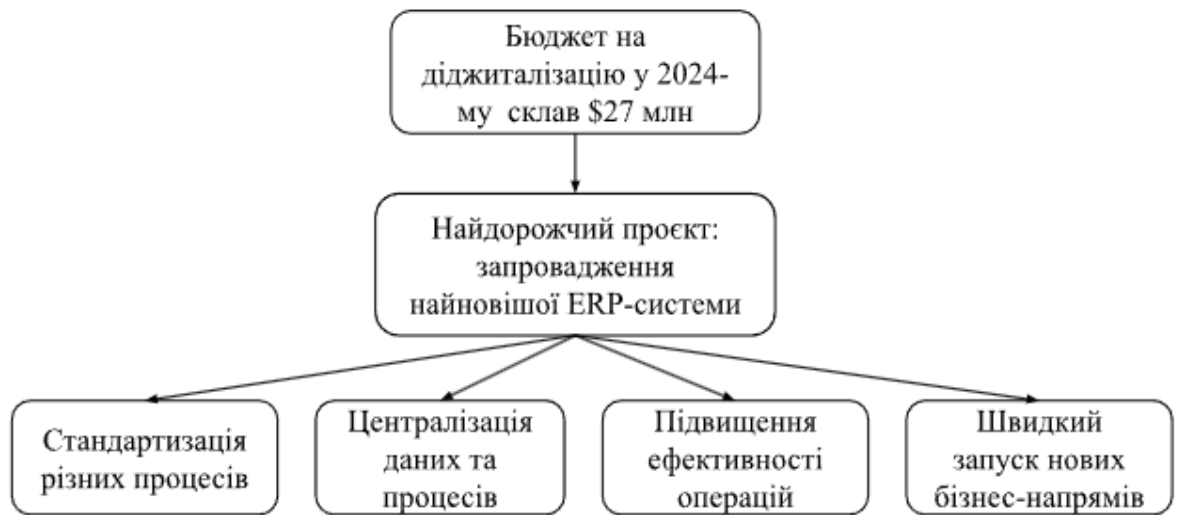 Бюджет на
діджиталізацію у 2024-
му склав $27 млн
Найдорожчий проєкт:
запровадження
найновішої ERP-системи
Стандартизація
різних процесів
Централізація
даних та
процесів
Підвищення
ефективності
операцій
Швидкий
запуск нових
бізнес-напрямів